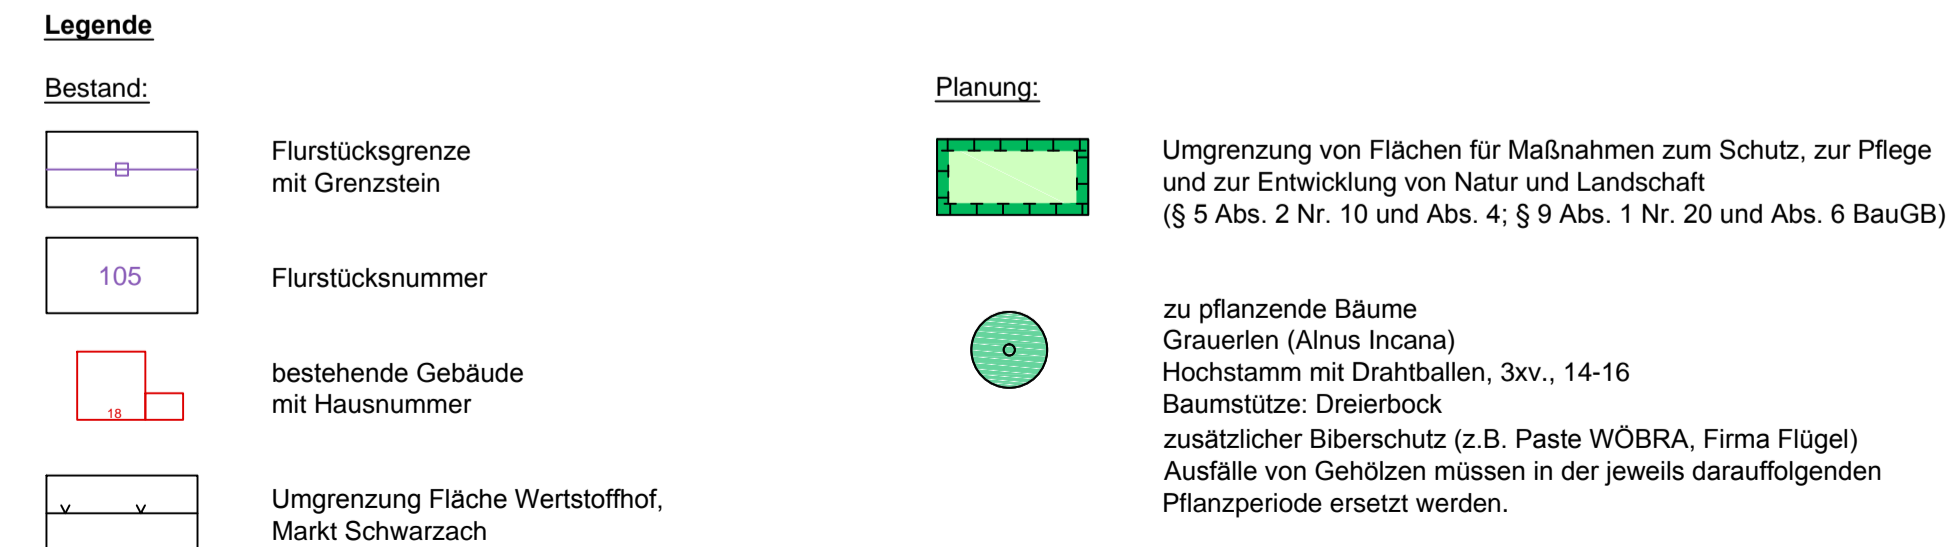 Legende
Bestand:
Flurstücksgrenze
mit Grenzstein
105
Flurstücksnummer
bestehende Gebäude
mit Hausnummer
18
Umgrenzung Fläche Wertstoffhof,
Markt Schwarzach
Planung:
Umgrenzung von Flächen für Maßnahmen zum Schutz, zur Pflege
und zur Entwicklung von Natur und Landschaft
(§ 5 Abs. 2 Nr. 10 und Abs. 4; § 9 Abs. 1 Nr. 20 und Abs. 6 BauGB)
zu pflanzende Bäume
Grauerlen (Alnus Incana)
Hochstamm mit Drahtballen, 3xv., 14-16
Baumstütze: Dreierbock
zusätzlicher Biberschutz (z.B. Paste WÖBRA, Firma Flügel)
Ausfälle von Gehölzen müssen in der jeweils darauffolgenden
Pflanzperiode ersetzt werden.